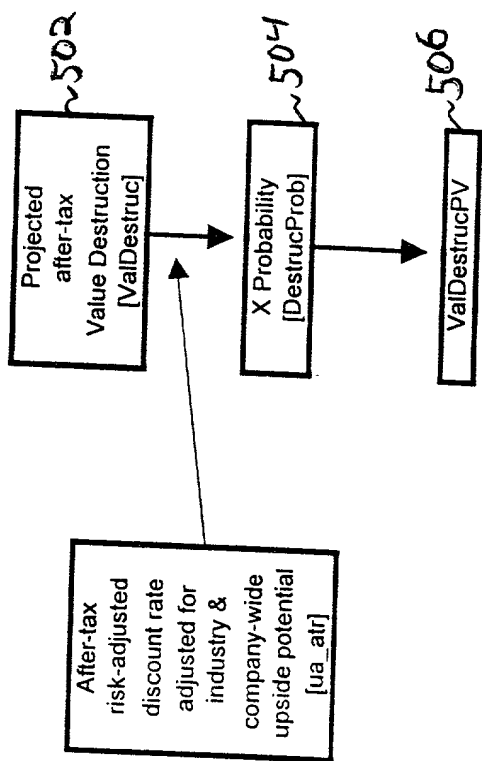 Projected
after-tax
Value Destruction
[ValDestruc]
~502
After-tax
risk-adjusted
discount rate
adjusted for
industry &
company-wide
upside potential
[ua_atr]
X Probability
[DestrucProb]
~504
ValDestrucPV
~506